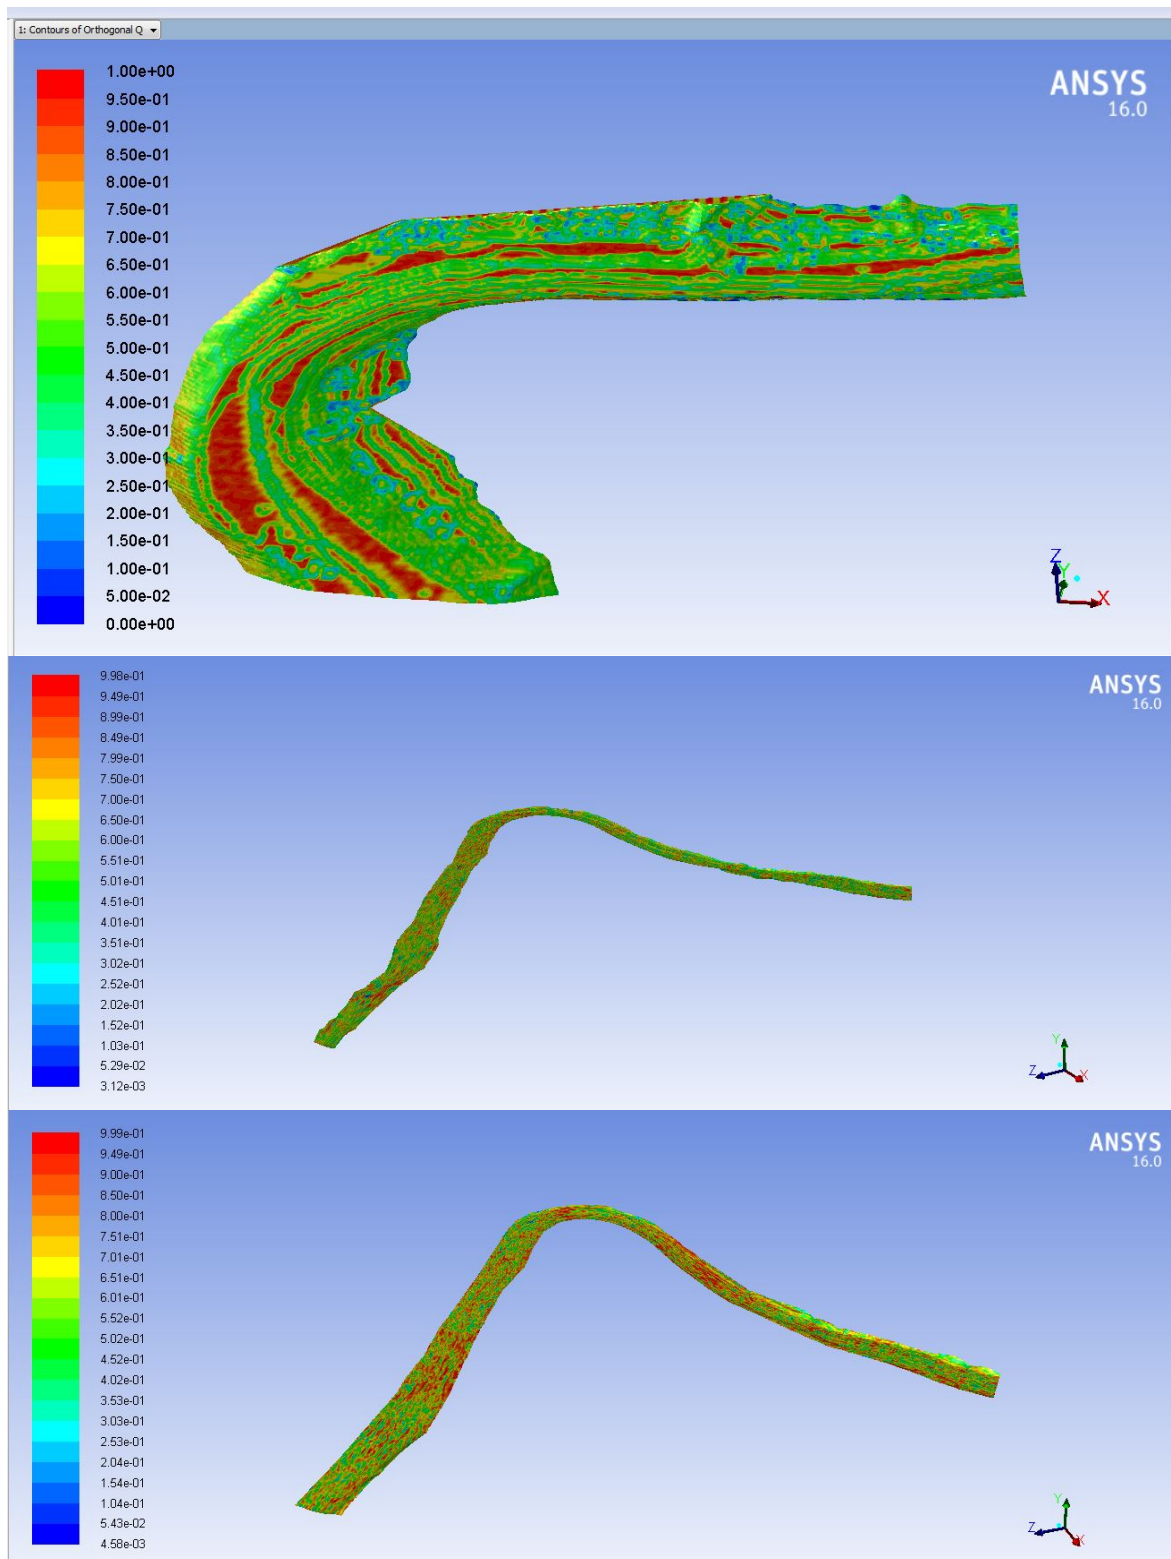 1: Contours of Orthogonal Q
1.00e+00
9.50e-01
9.00e-01
8.50e-01
8.00e-01
7.50e-01
7.00e-01
6.50e-01
6.00e-01
5.50e-01
5.00e-01
4.50e-01
4.00e-01
3.50e-01
3.00e-01
2.50e-01
2.00e-01
1.50e-01
1.00e-01
5.00e-02
0.00e+00
ANSYS
16.0
Z
Y
X
9.98e-01
9.49e-01
8.99e-01
8.49e-01
7.99e-01
7.50e-01
7.00e-01
6.50e-01
6.00e-01
5.51e-01
5.01e-01
4.51e-01
4.01e-01
3.51e-01
3.02e-01
2.52e-01
2.02e-01
1.52e-01
1.03e-01
5.29e-02
3.12e-03
ANSYS
16.0
Y
Z
X
9.99e-01
9.49e-01
9.00e-01
8.50e-01
8.00e-01
7.51e-01
7.01e-01
6.51e-01
6.01e-01
5.52e-01
5.02e-01
4.52e-01
4.02e-01
3.53e-01
3.03e-01
2.53e-01
2.04e-01
1.54e-01
1.04e-01
5.43e-02
4.58e-03
ANSYS
16.0
Y
Z
X